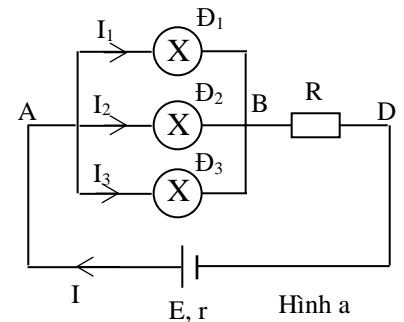 Đ₁
I₁
X
Đ₂
A I₂ B R D
X
Đ₃
I₃
X
I
E, r
Hình a